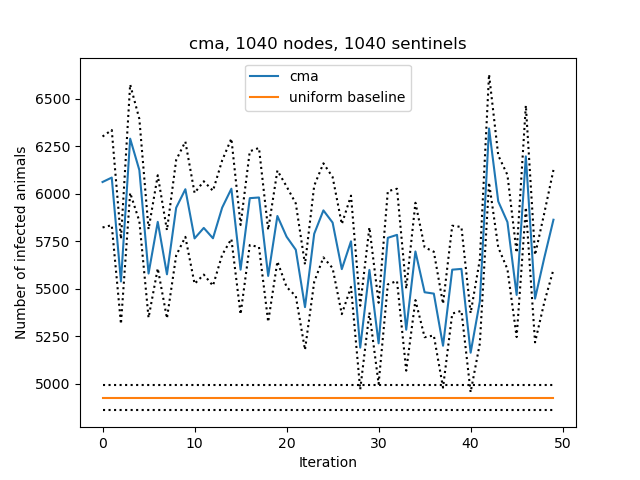 cma, 1040 nodes, 1040 sentinels
cma
uniform baseline
Number of infected animals
6500
6250
6000
5750
5500
5250
5000
0 10 20 30 40 50
Iteration